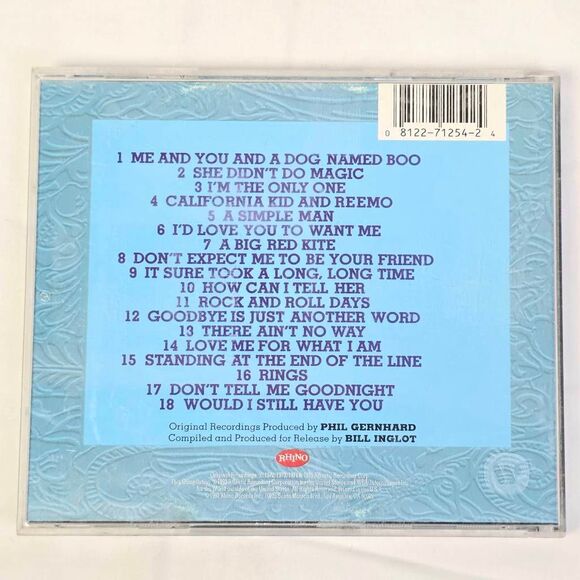 0 8122-71254-2 4
1 ME AND YOU AND A DOG NAMED BOO
2 SHE DIDN'T DO MAGIC
3 I'M THE ONLY ONE
4 CALIFORNIA KID AND REEMO
5 A SIMPLE MAN
6 I'D LOVE YOU TO WANT ME
7 A BIG RED KITE
8 DON'T EXPECT ME TO BE YOUR FRIEND
9 IT SURE TOOK A LONG, LONG TIME
10 HOW CAN I TELL HER
11 ROCK AND ROLL DAYS
12 GOODBYE IS JUST ANOTHER WORD
13 THERE AIN'T NO WAY
14 LOVE ME FOR WHAT I AM
15 STANDING AT THE END OF THE LINE
16 RINGS
17 DON'T TELL ME GOODNIGHT
18 WOULD I STILL HAVE YOU
Original Recordings Produced by PHIL GERNHARD
Compiled and Produced for Release by BILL INGLOT
RHINO